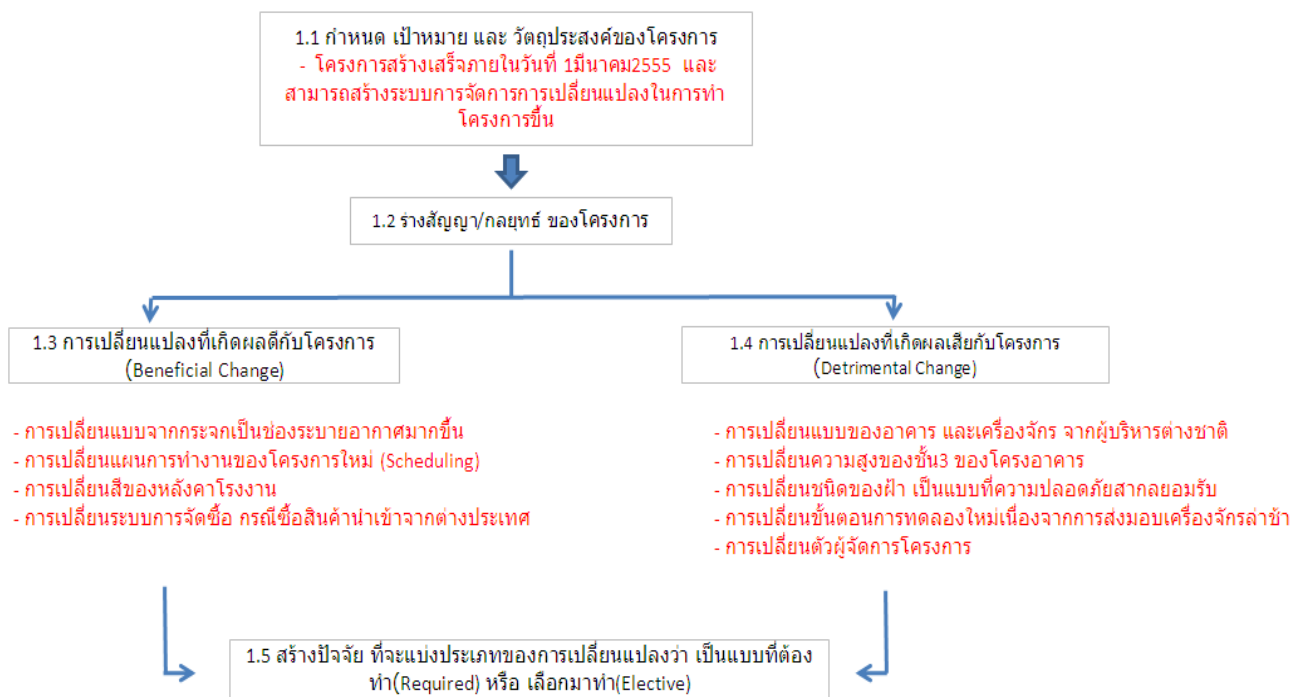 1.1 กำหนด เป้าหมาย และ วัตถุประสงค์ของโครงการ
- โครงการสร้างเสร็จภายในวันที่ 1มีนาคม2555 และ
สามารถสร้างระบบการจัดการการเปลี่ยนแปลงในการทำ
โครงการขึ้น
1.2 ร่างสัญญา/กลยุทธ์ ของโครงการ
1.3 การเปลี่ยนแปลงที่เกิดผลดีกับโครงการ
(Beneficial Change)
1.4 การเปลี่ยนแปลงที่เกิดผลเสียกับโครงการ
(Detrimental Change)
- การเปลี่ยนแบบจากกระจกเป็นช่องระบายอากาศมากขึ้น
- การเปลี่ยนแผนการทำงานของโครงการใหม่ (Scheduling)
- การเปลี่ยนสีของหลังคาโรงงาน
- การเปลี่ยนระบบการจัดซื้อ กรณีซื้อสินค้านำเข้าจากต่างประเทศ
- การเปลี่ยนแบบของอาคาร และเครื่องจักร จากผู้บริหารต่างชาติ
- การเปลี่ยนความสูงของชั้น3 ของโครงอาคาร
- การเปลี่ยนชนิดของฝ้า เป็นแบบที่ความปลอดภัยสากลยอมรับ
- การเปลี่ยนขั้นตอนการทดลองใหม่เนื่องจากการส่งมอบเครื่องจักรล่าช้า
- การเปลี่ยนตัวผู้จัดการโครงการ
1.5 สร้างปัจจัย ที่จะแบ่งประเภทของการเปลี่ยนแปลงว่า เป็นแบบที่ต้อง
ทำ(Required) หรือ เลือกมาทำ(Elective)